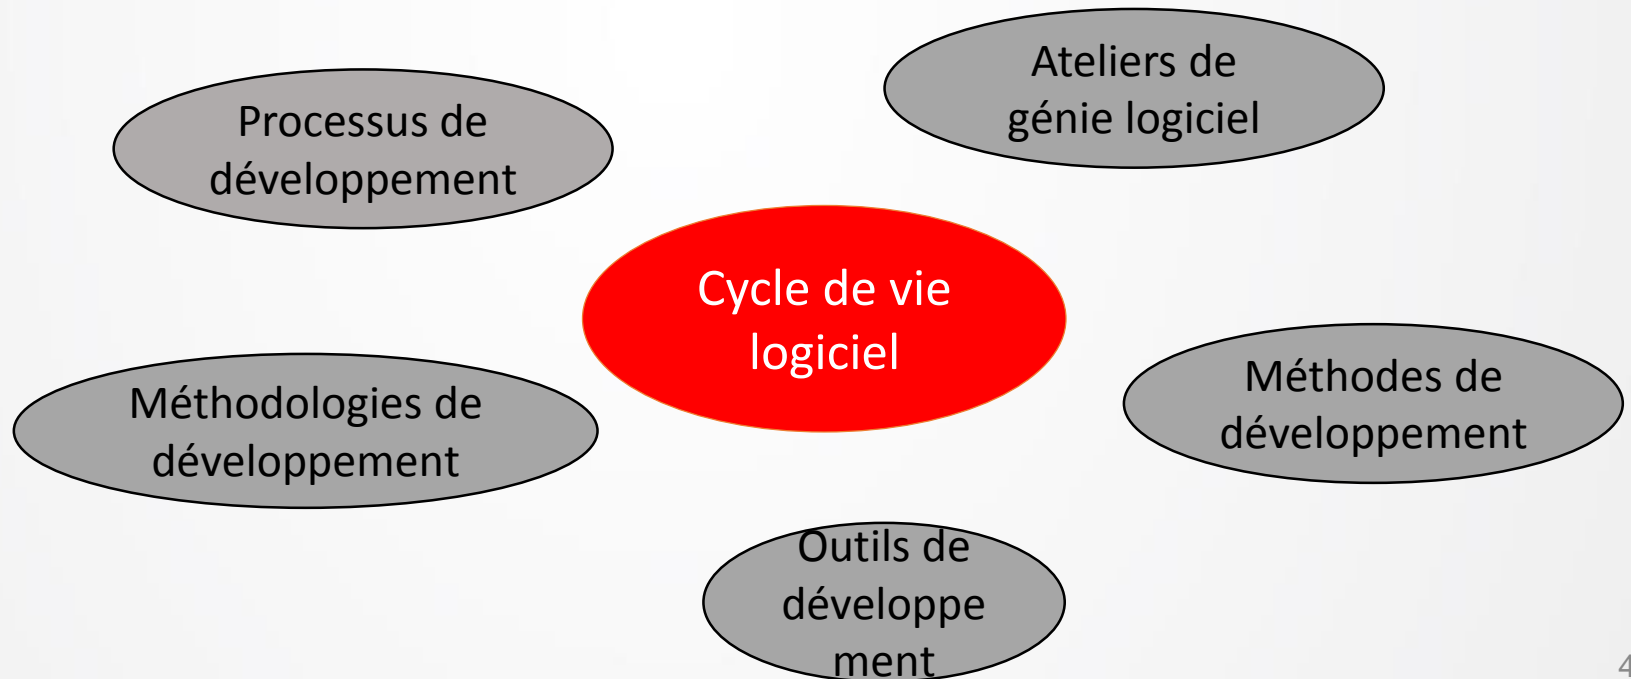 Ateliers de
génie logiciel
Processus de
développement
Cycle de vie
logiciel
Méthodes de
développement
Méthodologies de
développement
Outils de
développe
ment
4